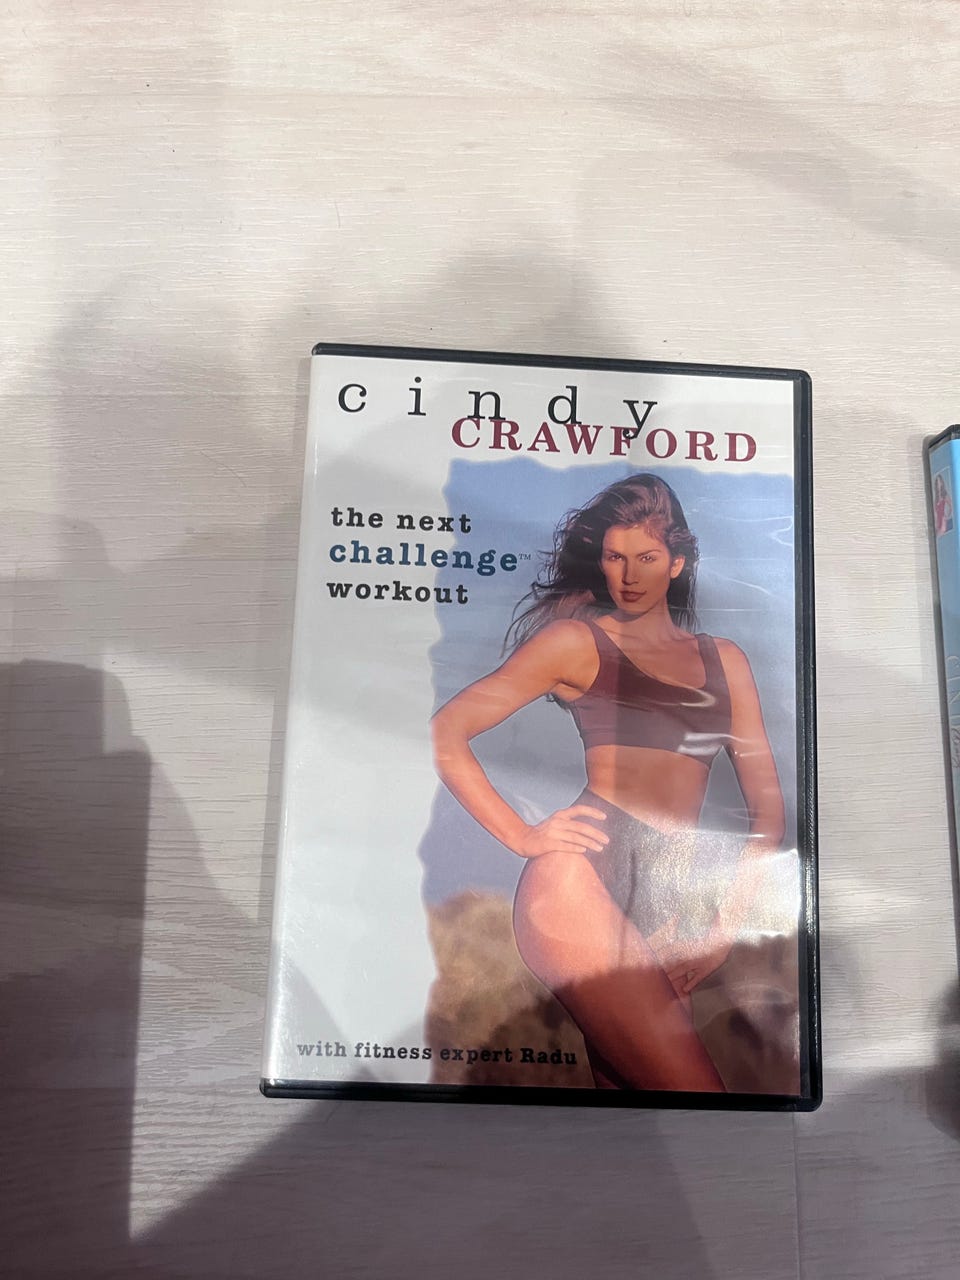 cindy
CRAWFORD
the next
challenge™
workout
with fitness expert Radu